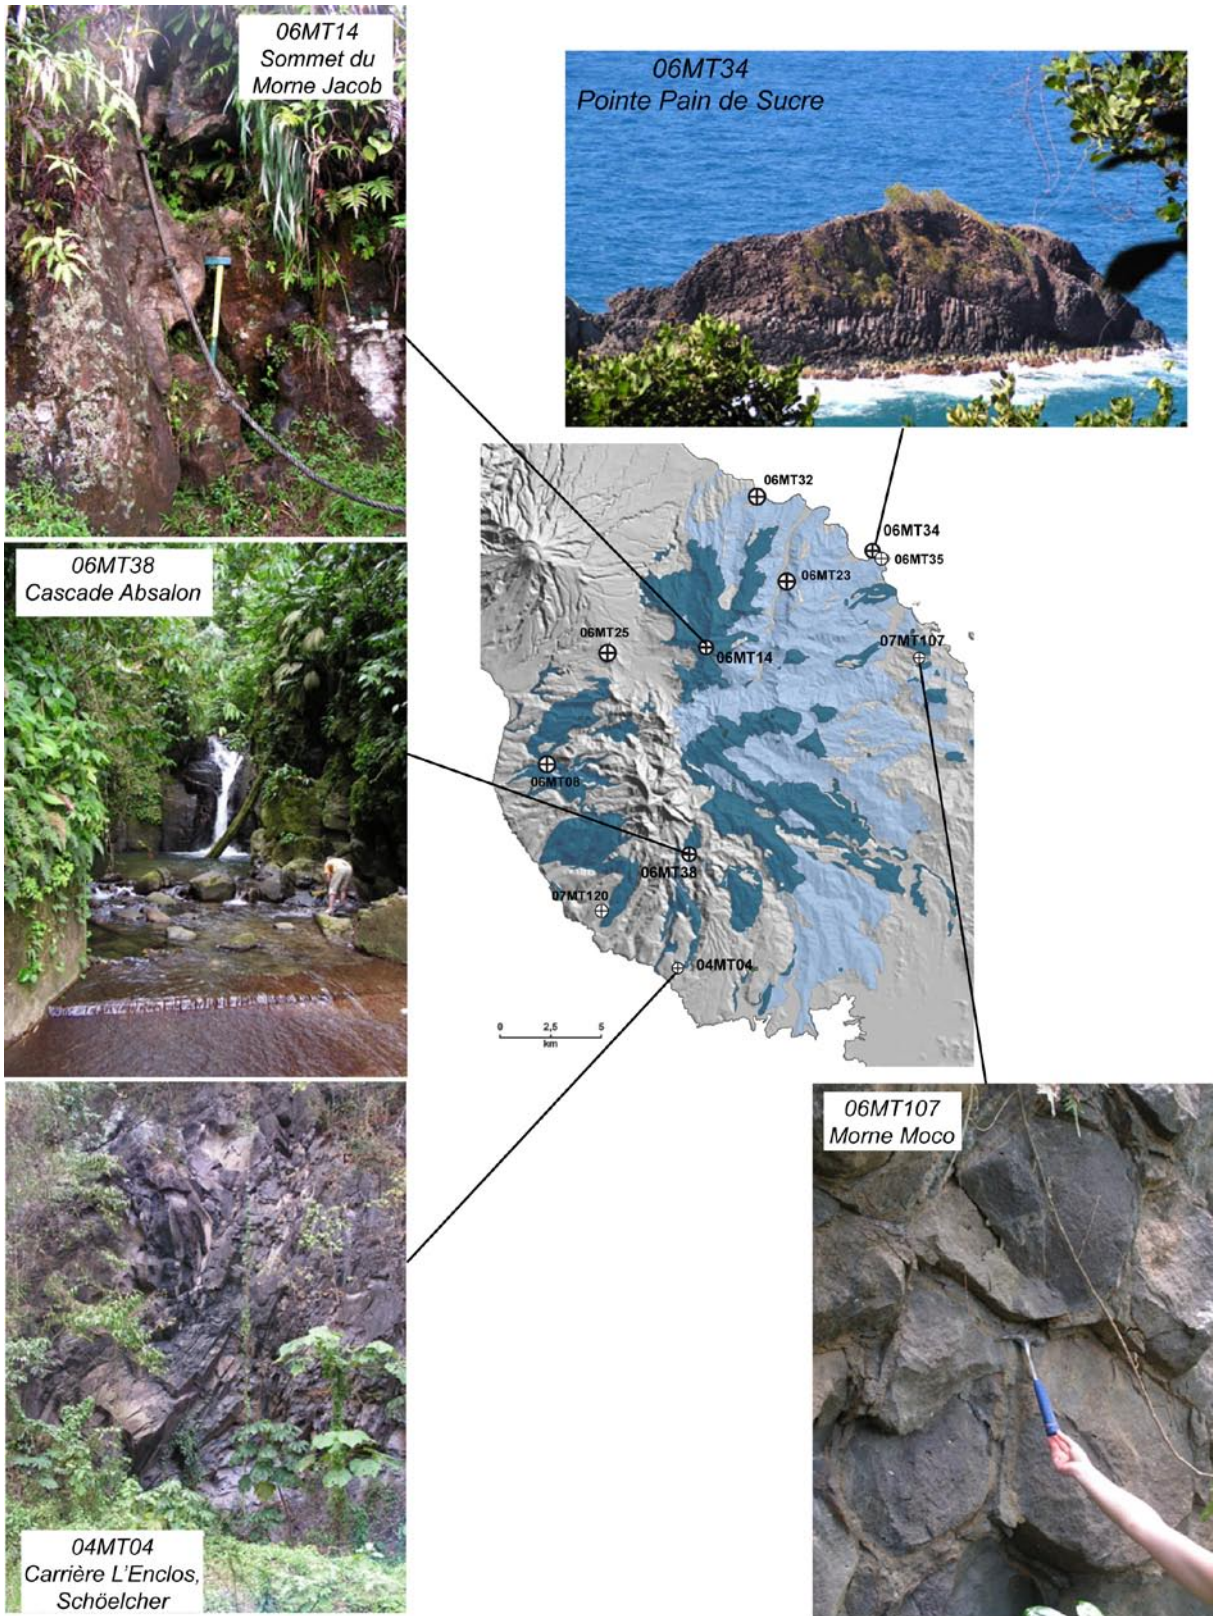 06MT14
Sommet du
Morne Jacob
06MT34
Pointe Pain de Sucre
06MT38
Cascade Absalon
06MT32
06MT34
06MT35
06MT23
06MT25
06MT14
07MT107
06MT08
06MT38
07MT120
04MT04
0 2,5 5
km
04MT04
Carrière L'Enclos,
Schöelcher
06MT107
Morne Moco